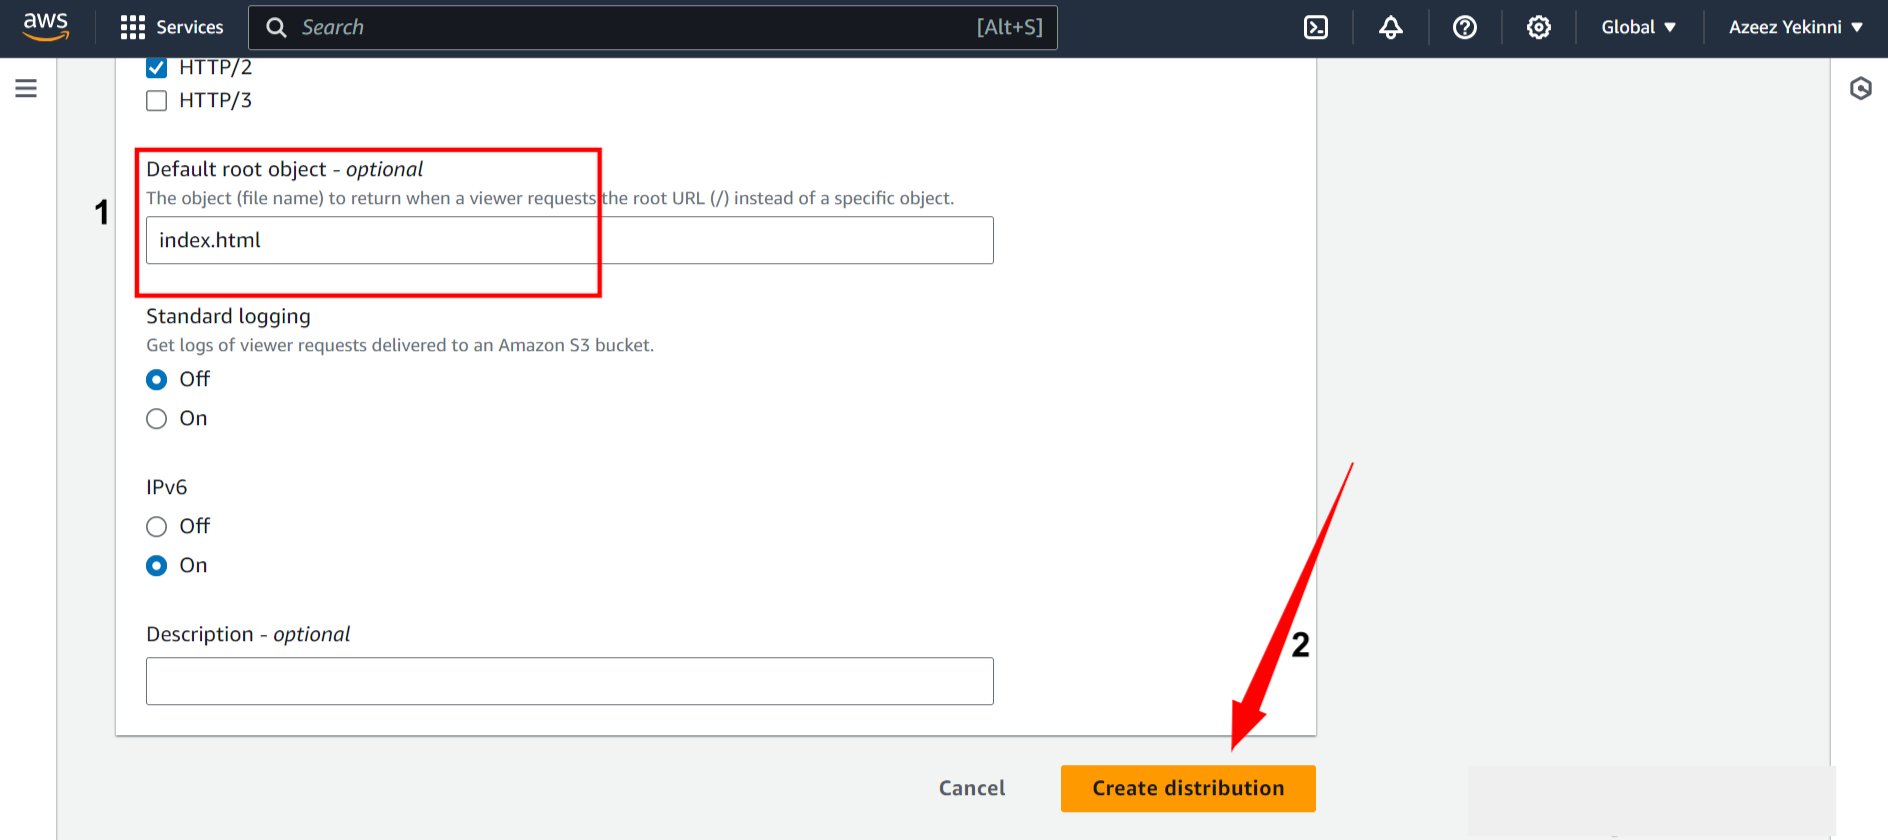 aws Services Search [Alt+S] Global Azeez Yekinni
HTTP/2
HTTP/3
Default root object - optional
The object (file name) to return when a viewer requests the root URL (/) instead of a specific object.
1
index.html
Standard logging
Get logs of viewer requests delivered to an Amazon S3 bucket.
Off
On
IPv6
Off
On
Description - optional
2
Cancel Create distribution